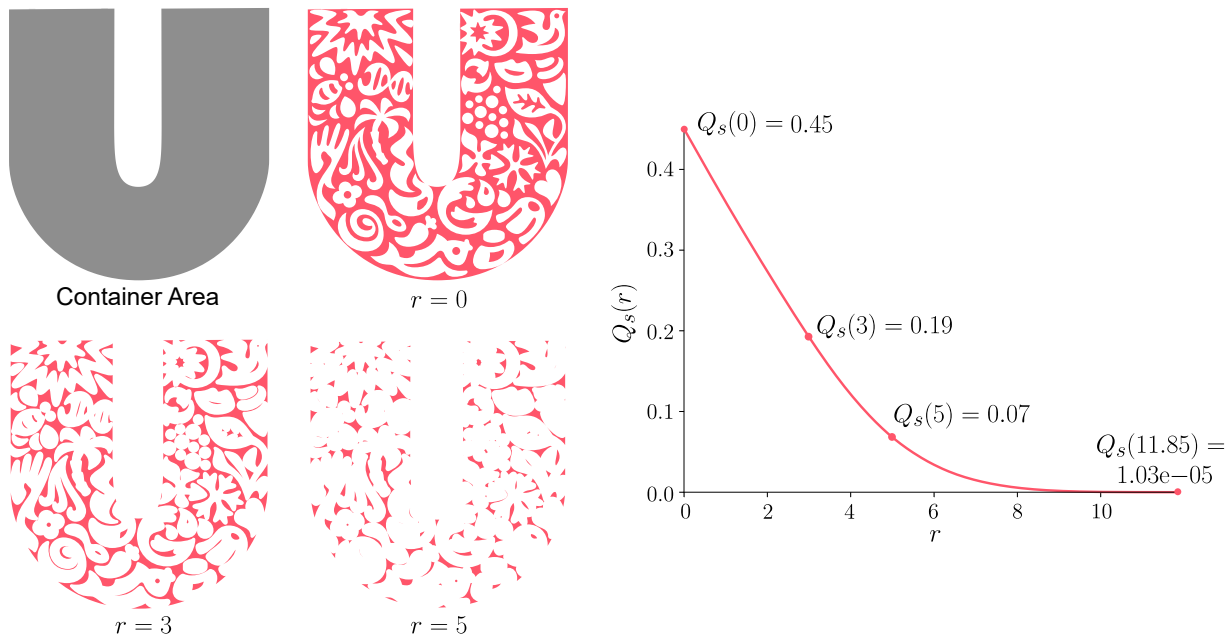 Container Area
r = 0
r = 3
r = 5
Q_s(r)
0.4
0.3
0.2
0.1
0.0
Q_s(0) = 0.45
Q_s(3) = 0.19
Q_s(5) = 0.07
Q_s(11.85) =
1.03e−05
0 2 4 6 8 10
r